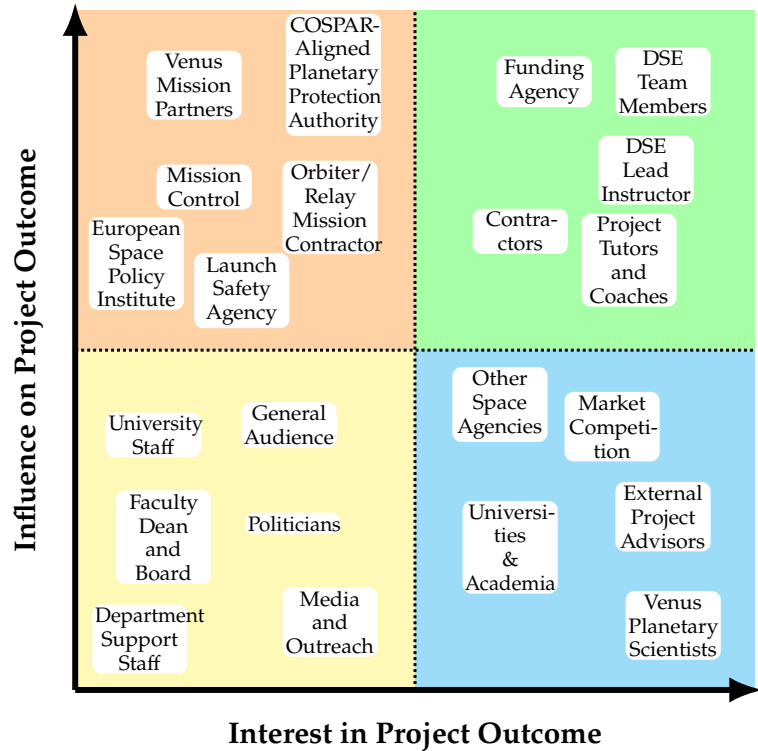 Venus
Mission
Partners
COSPAR-
Aligned
Planetary
Protection
Authority
Mission
Control
Orbiter/
Relay
Mission
Contractor
European
Space
Policy
Institute
Launch
Safety
Agency
Funding
Agency
DSE
Team
Members
DSE
Lead
Instructor
Contra-
ctors
Project
Tutors
and
Coaches
University
Staff
General
Audience
Faculty
Dean
and
Board
Politicians
Department
Support
Staff
Media
and
Outreach
Other
Space
Agencies
Market
Competi-
tion
Universi-
ties
&
Academia
External
Project
Advisors
Venus
Planetary
Scientists
Influence on Project Outcome
Interest in Project Outcome